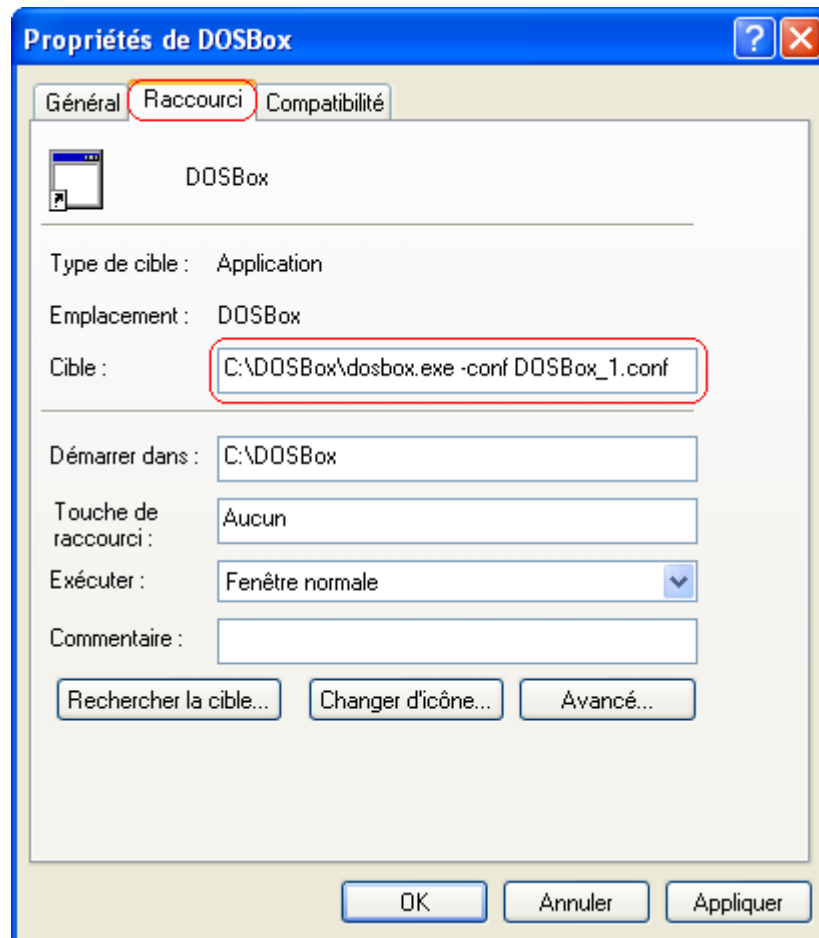 Propriétés de DOSBox
Général Raccourci Compatibilité
DOSBox
Type de cible : Application
Emplacement : DOSBox
Cible : C:\DOSBox\dosbox.exe -conf DOSBox_1.conf
Démarrer dans : C:\DOSBox
Touche de
raccourci : Aucun
Exécuter : Fenêtre normale
Commentaire :
Rechercher la cible... Changer d'icône... Avancé...
OK Annuler Appliquer